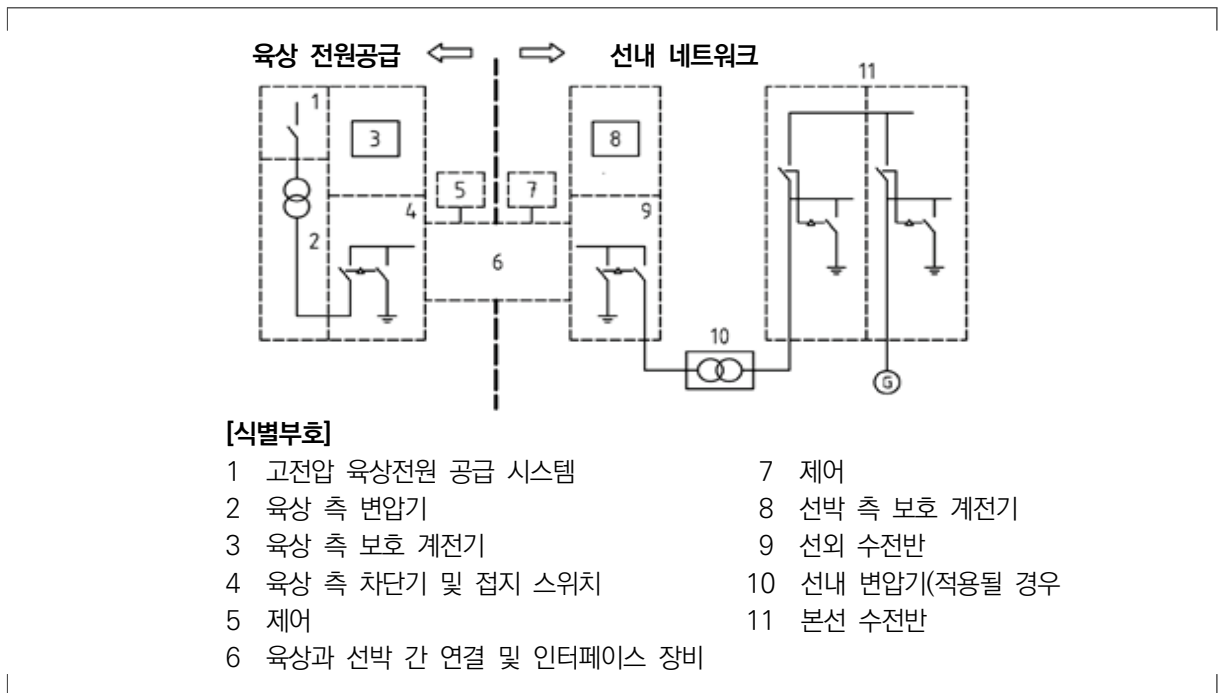 육상 전원공급
선내 네트워크
11
1
3
8
5
7
4
9
2
6
10
G
[식별부호]
1 고전압 육상전원 공급 시스템
2 육상 측 변압기
3 육상 측 보호 계전기
4 육상 측 차단기 및 접지 스위치
5 제어
6 육상과 선박 간 연결 및 인터페이스 장비
7 제어
8 선박 측 보호 계전기
9 선외 수전반
10 선내 변압기(적용될 경우
11 본선 수전반